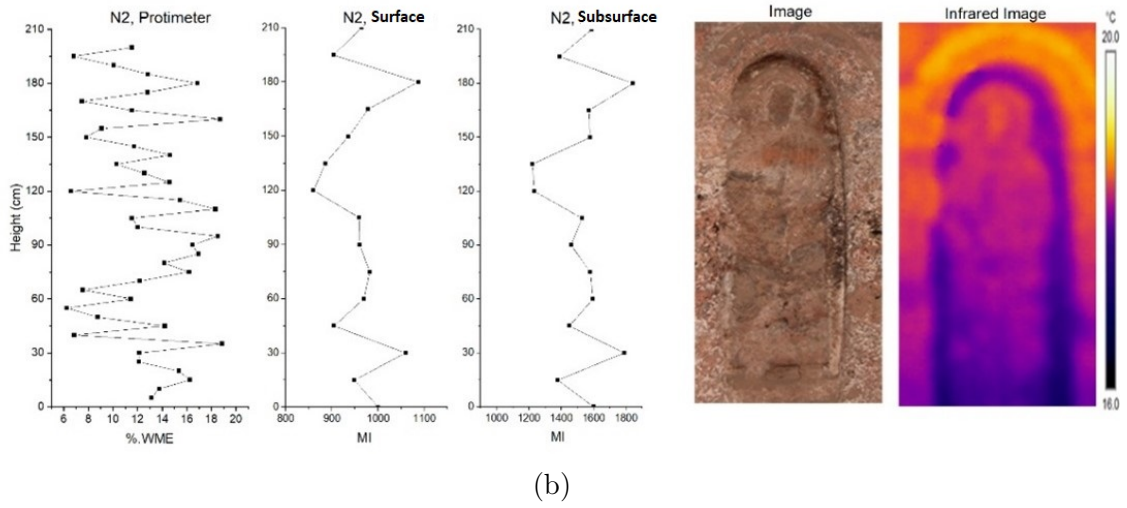 N2, Protimeter
210
180
150
120
90
60
30
0
Height (cm)
6 8 10 12 14 16 18 20
%.WME
N2, Surface
210
180
150
120
90
60
30
0
800 900 1000 1100
MI
N2, Subsurface
210
180
150
120
90
60
30
0
1000 1200 1400 1600 1800
MI
Image
Infrared Image
°C
20.0
16.0
(b)